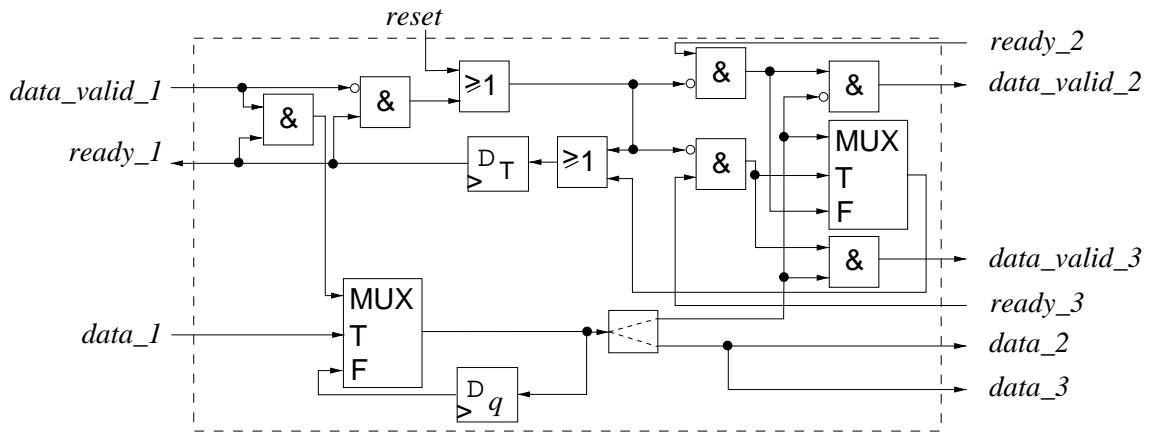 reset
ready_2
data_valid_1
&
&
≥1
&
&
data_valid_2
ready_1
D T
≥1
&
MUX
T
F
&
data_valid_3
MUX
T
F
ready_3
data_1
data_2
D q
data_3